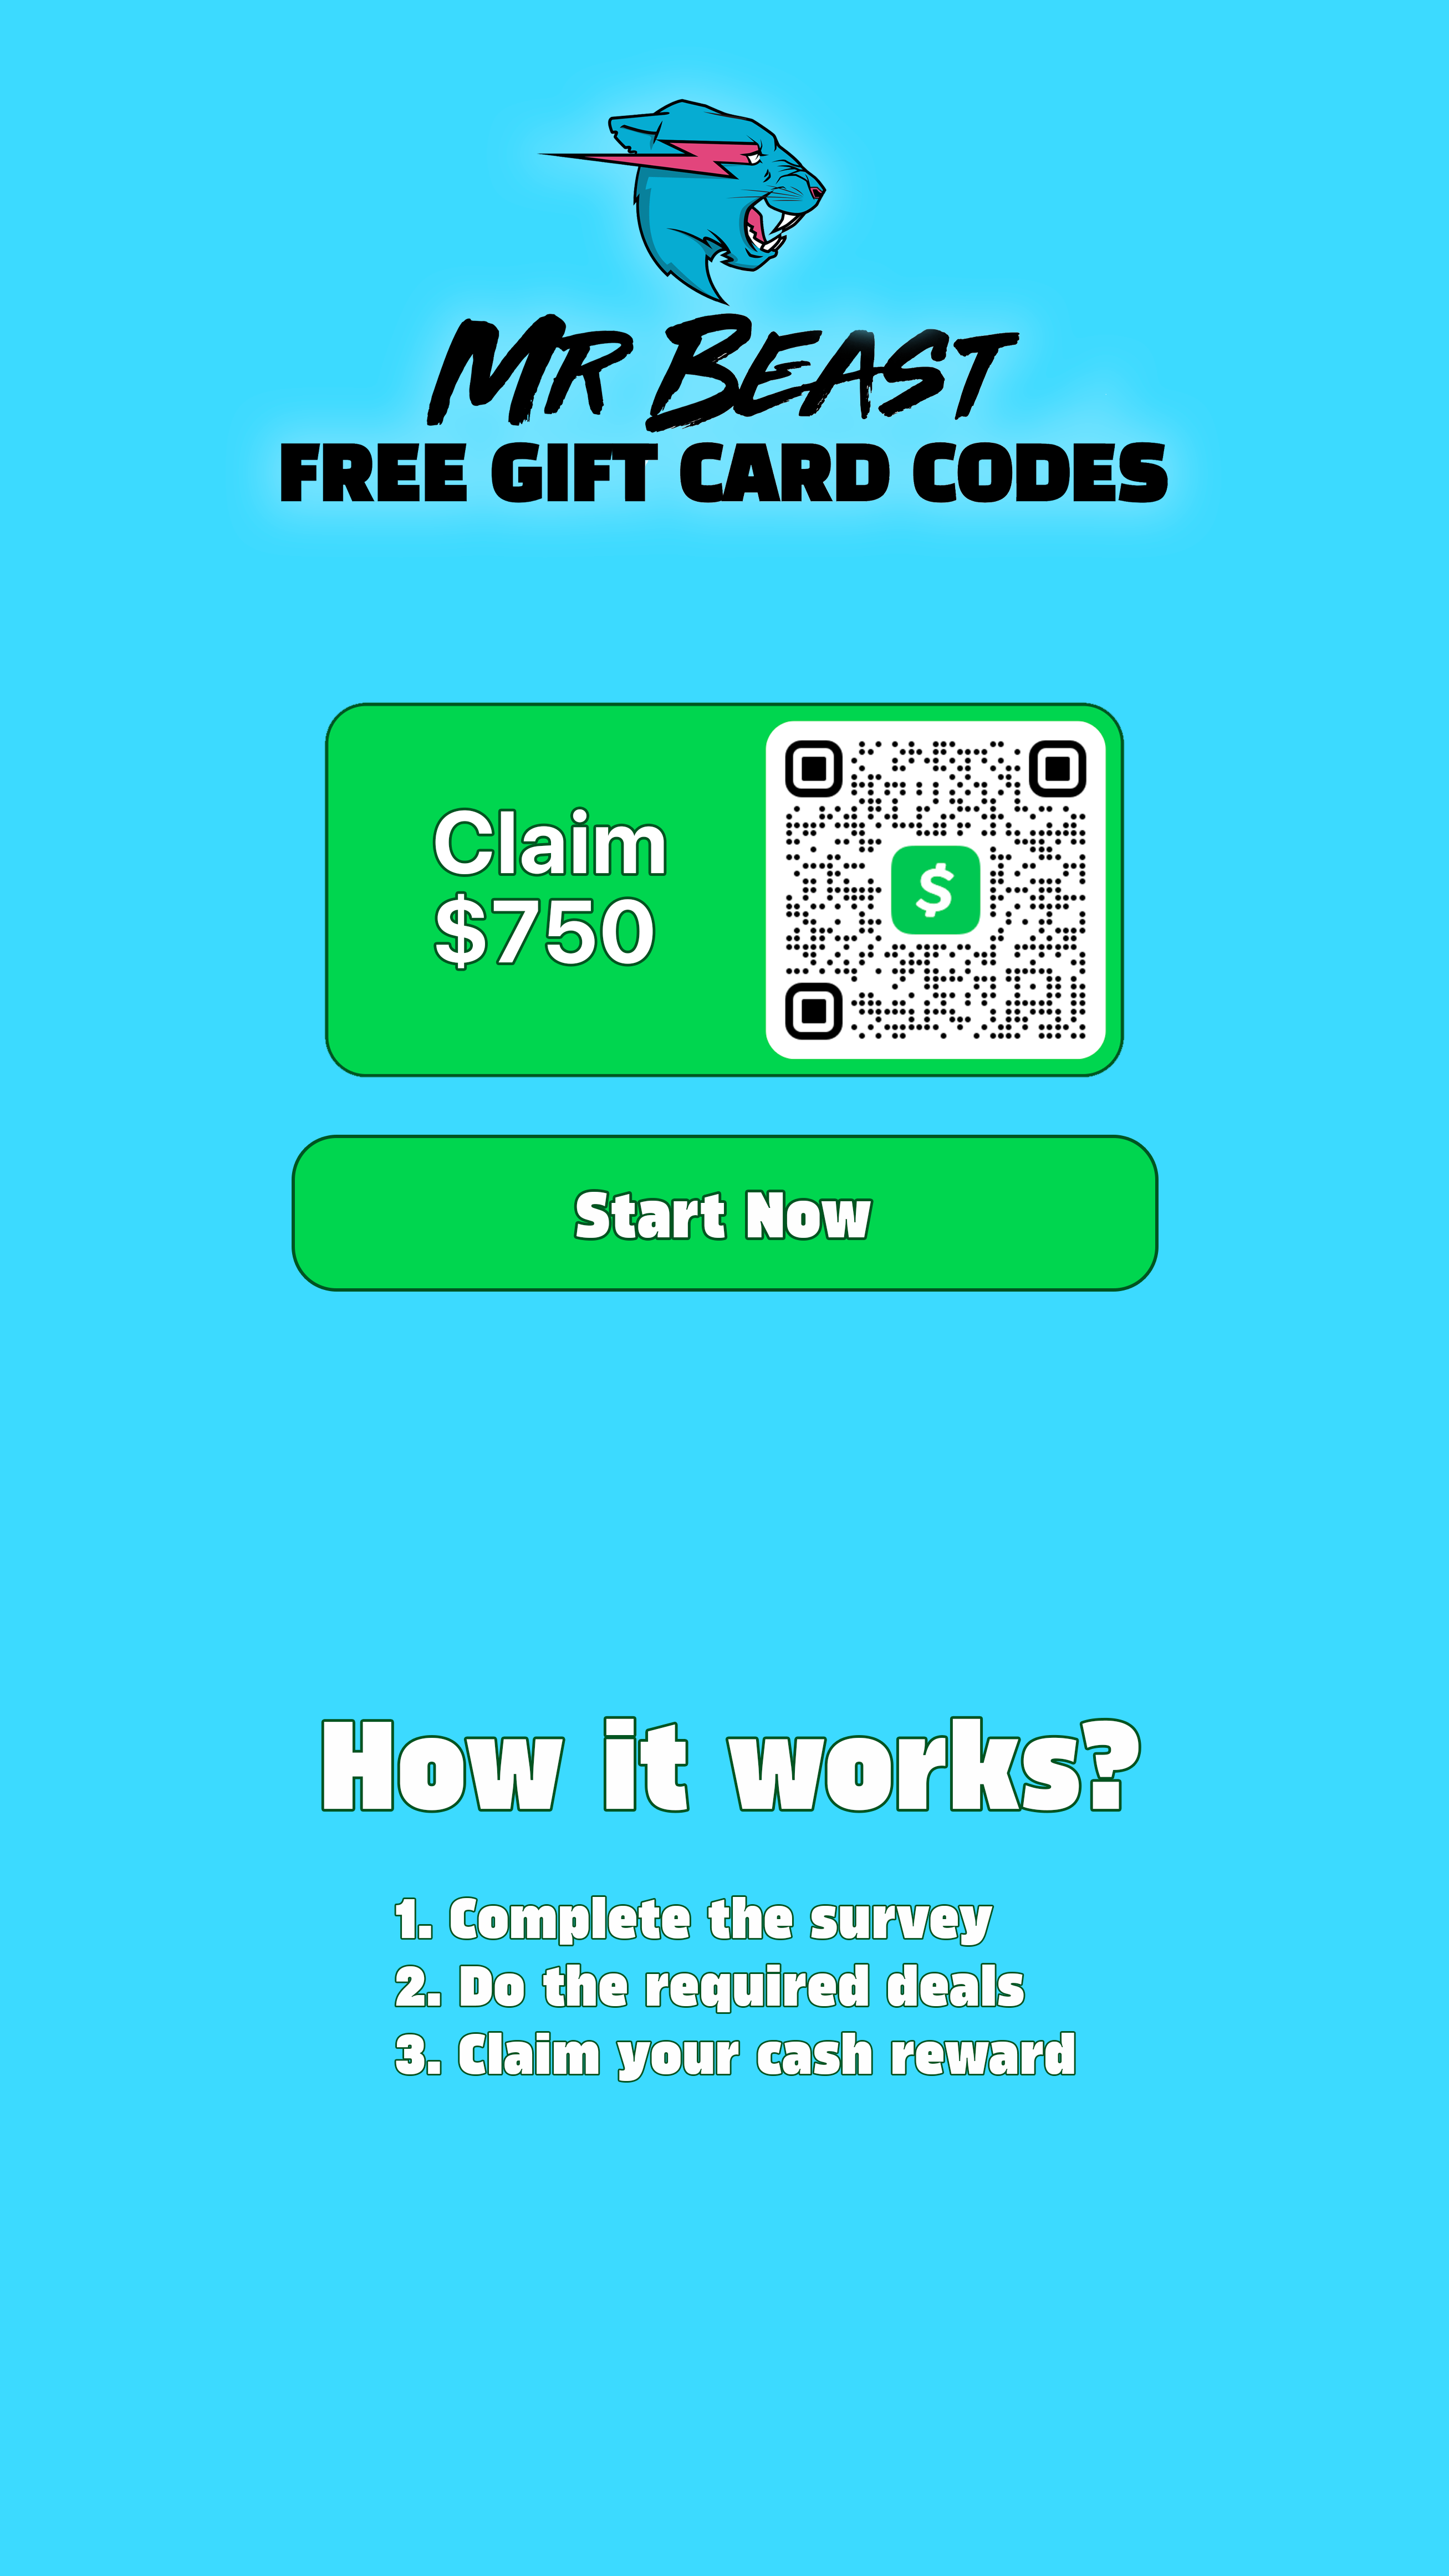 MR BEAST
FREE GIFT CARD CODES
Claim
$750
$
Start Now
How it works?
1. Complete the survey
2. Do the required deals
3. Claim your cash reward